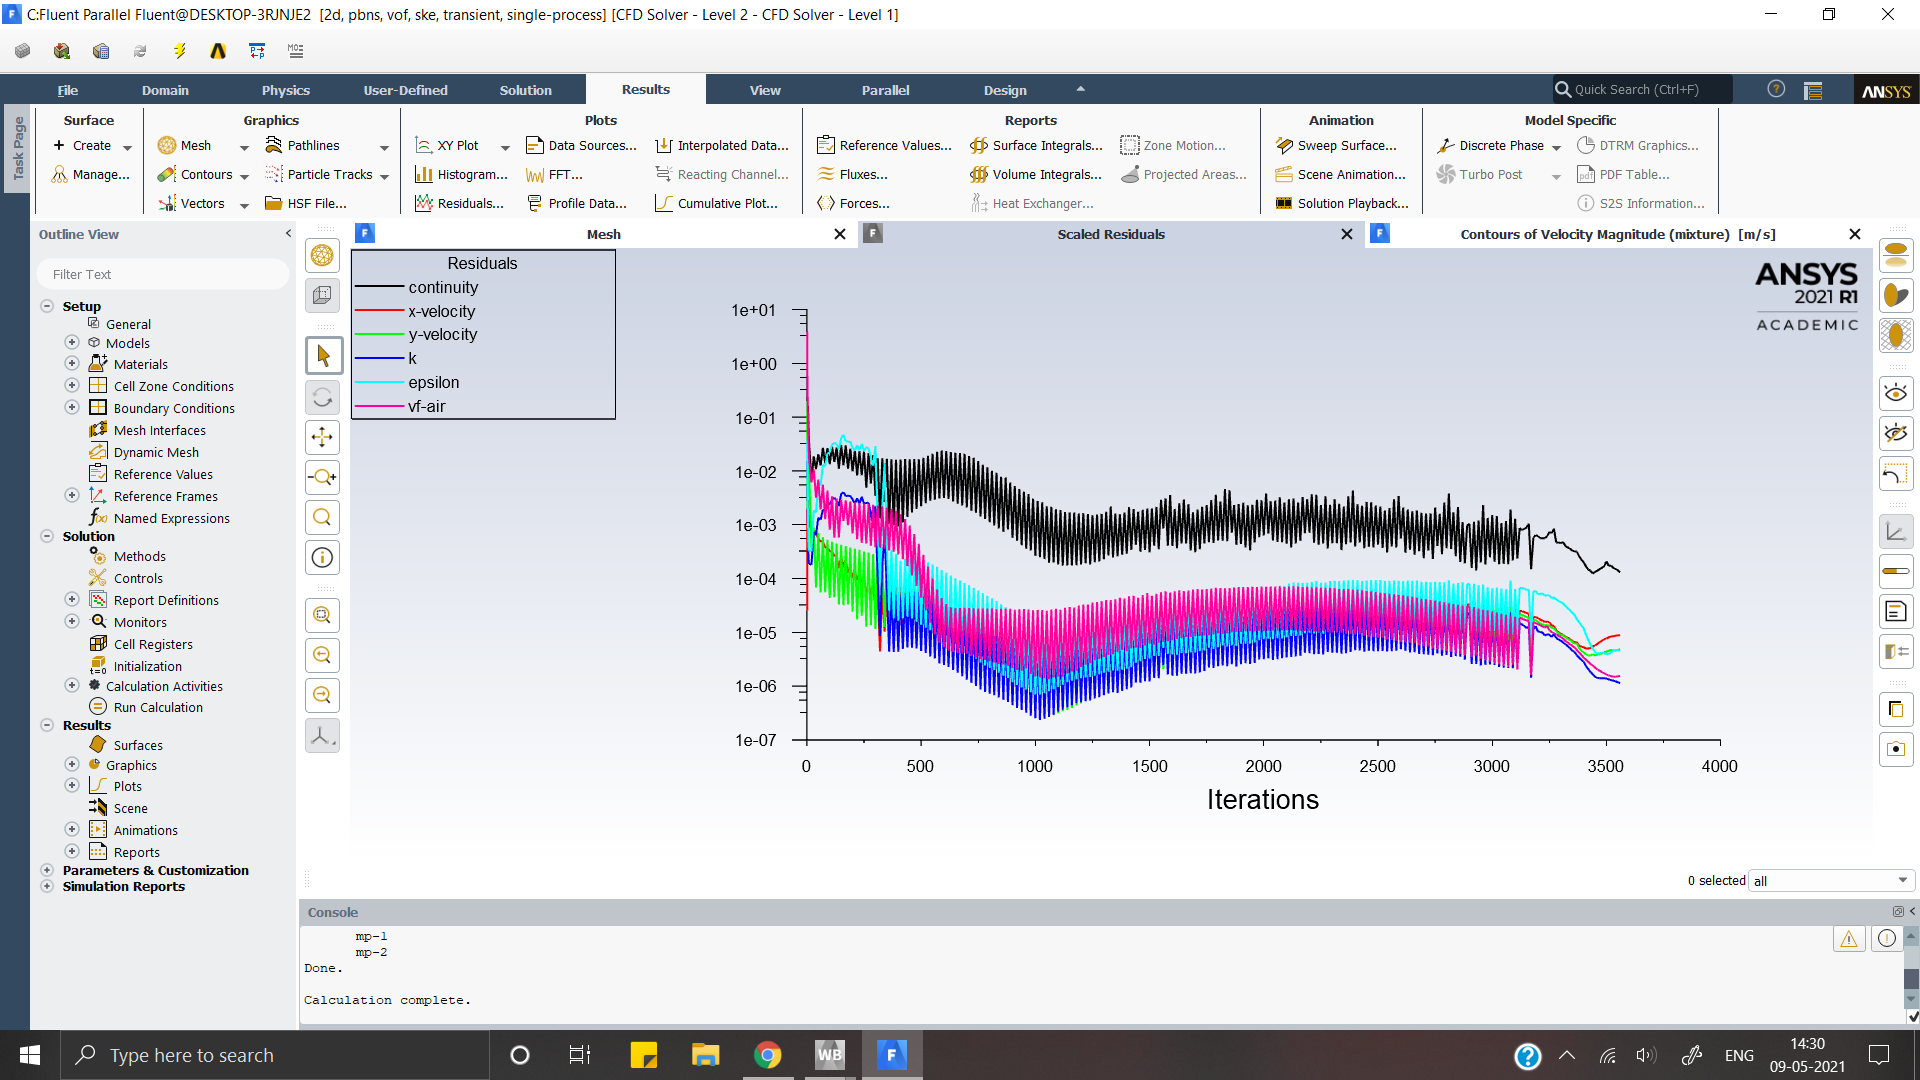 C:Fluent Parallel Fluent@DESKTOP-3RJNJE2 [2d, pbns, vof, ske, transient, single-process] [CFD Solver - Level 2 - CFD Solver - Level 1]
File Domain Physics User-Defined Solution Results View Parallel Design Quick Search (Ctrl+F) ANSYS
Task Page
Surface
Create
Manage...
Graphics
Mesh Pathlines
Contours Particle Tracks
Vectors HSF File...
Plots
XY Plot Data Sources... Interpolated Data...
Histogram... FFT... Reacting Channel...
Residuals... Profile Data... Cumulative Plot...
Reports
Reference Values... Surface Integrals... Zone Motion...
Fluxes... Volume Integrals... Projected Areas...
Forces... Heat Exchanger...
Animation
Sweep Surface...
Scene Animation...
Solution Playback...
Model Specific
Discrete Phase DTRM Graphics...
Turbo Post PDF Table...
S2S Information...
Outline View
Filter Text
Setup
General
Models
Materials
Cell Zone Conditions
Boundary Conditions
Mesh Interfaces
Dynamic Mesh
Reference Values
Reference Frames
Named Expressions
Solution
Methods
Controls
Report Definitions
Monitors
Cell Registers
Initialization
Calculation Activities
Run Calculation
Results
Surfaces
Graphics
Plots
Scene
Animations
Reports
Parameters & Customization
Simulation Reports
Mesh
Scaled Residuals
Contours of Velocity Magnitude (mixture) [m/s]
Residuals
continuity
x-velocity
y-velocity
k
epsilon
vf-air
ANSYS
2021 R1
ACADEMIC
1e+01
1e+00
1e-01
1e-02
1e-03
1e-04
1e-05
1e-06
1e-07
0 500 1000 1500 2000 2500 3000 3500 4000
Iterations
0 selected all
Console
mp-1
mp-2
Done.
Calculation complete.
Type here to search
WB
ENG
14:30
09-05-2021